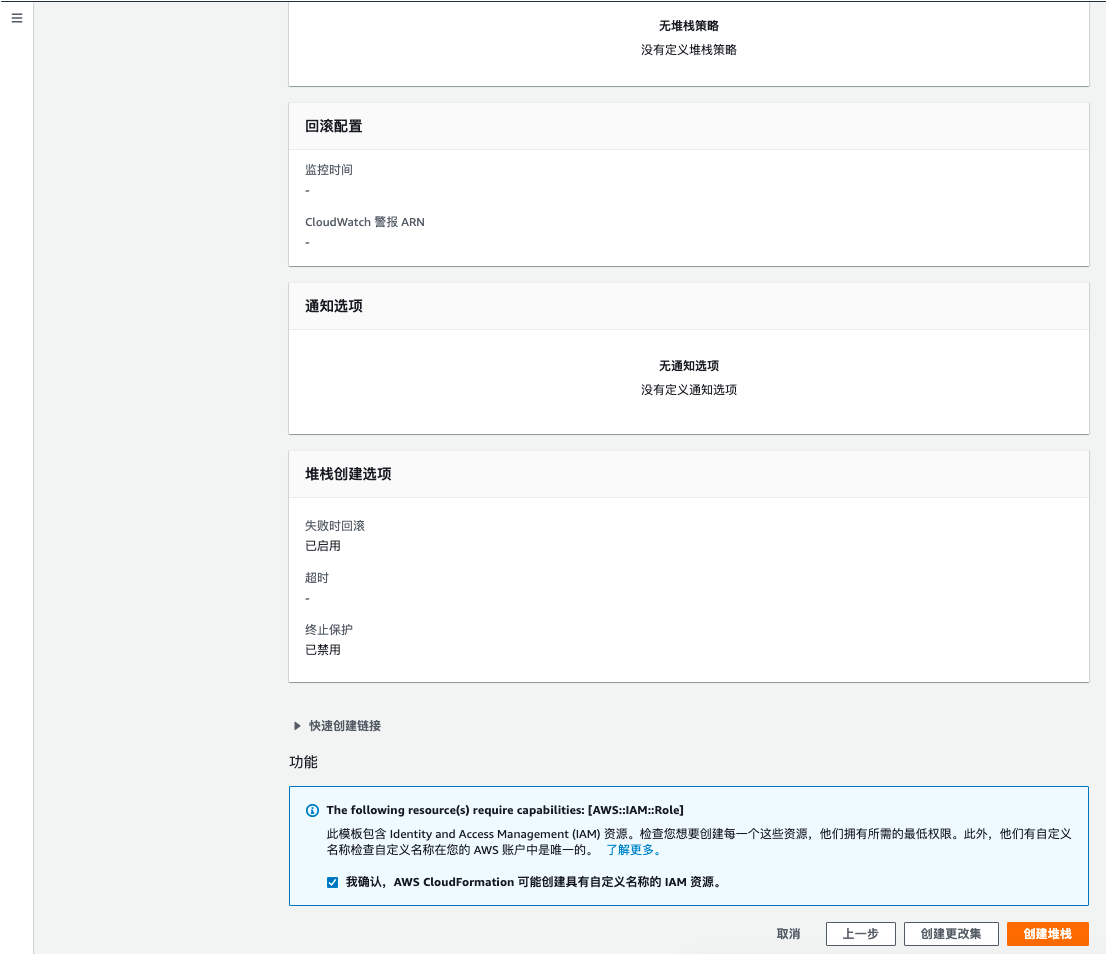 无堆栈策略
没有定义堆栈策略
回滚配置
监控时间
-
CloudWatch 警报 ARN
-
通知选项
无通知选项
没有定义通知选项
堆栈创建选项
失败时回滚
已启用
超时
-
终止保护
已禁用
快速创建链接
功能
The following resource(s) require capabilities: [AWS::IAM::Role]
此模板包含 Identity and Access Management (IAM) 资源。检查您想要创建每一个这些资源，他们拥有所需的最低权限。此外，他们有自定义
名称检查自定义名称在您的 AWS 账户中是唯一的。 了解更多。
我确认，AWS CloudFormation 可能创建具有自定义名称的 IAM 资源。
取消 上一步 创建更改集 创建堆栈